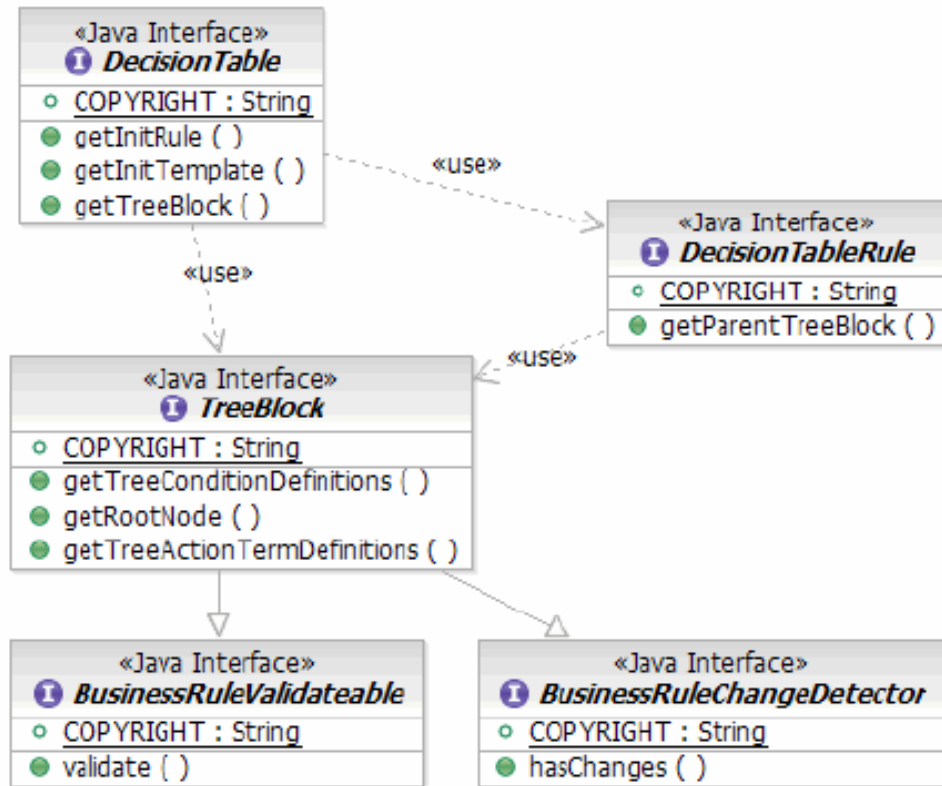 «Java Interface»
I DecisionTable
COPYRIGHT : String
getInitRule ( )
getInitTemplate ( )
getTreeBlock ( )
«use»
«use»
«Java Interface»
I DecisionTableRule
COPYRIGHT : String
getParentTreeBlock ( )
«use»
«Java Interface»
I TreeBlock
COPYRIGHT : String
getTreeConditionDefinitions ( )
getRootNode ( )
getTreeActionTermDefinitions ( )
«Java Interface»
I BusinessRuleValidateable
COPYRIGHT : String
validate ( )
«Java Interface»
I BusinessRuleChangeDetector
COPYRIGHT : String
hasChanges ( )